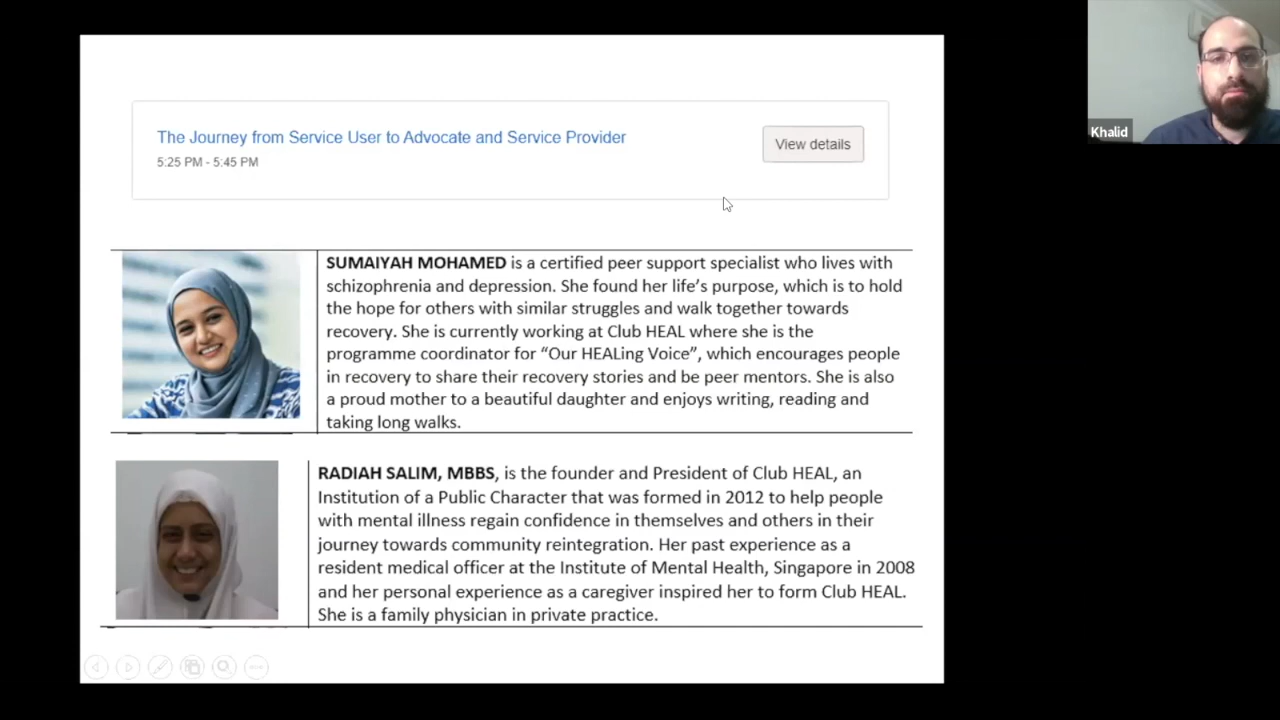 The Journey from Service User to Advocate and Service Provider
View details
5:25 PM - 5:45 PM
Khalid
SUMAIYAH MOHAMED is a certified peer support specialist who lives with
schizophrenia and depression. She found her life's purpose, which is to hold
the hope for others with similar struggles and walk together towards
recovery. She is currently working at Club HEAL where she is the
programme coordinator for “Our HEALing Voice”, which encourages people
in recovery to share their recovery stories and be peer mentors. She is also
a proud mother to a beautiful daughter and enjoys writing, reading and
taking long walks.
RADIAH SALIM, MBBS, is the founder and President of Club HEAL, an
Institution of a Public Character that was formed in 2012 to help people
with mental illness regain confidence in themselves and others in their
journey towards community reintegration. Her past experience as a
resident medical officer at the Institute of Mental Health, Singapore in 2008
and her personal experience as a caregiver inspired her to form Club HEAL.
She is a family physician in private practice.